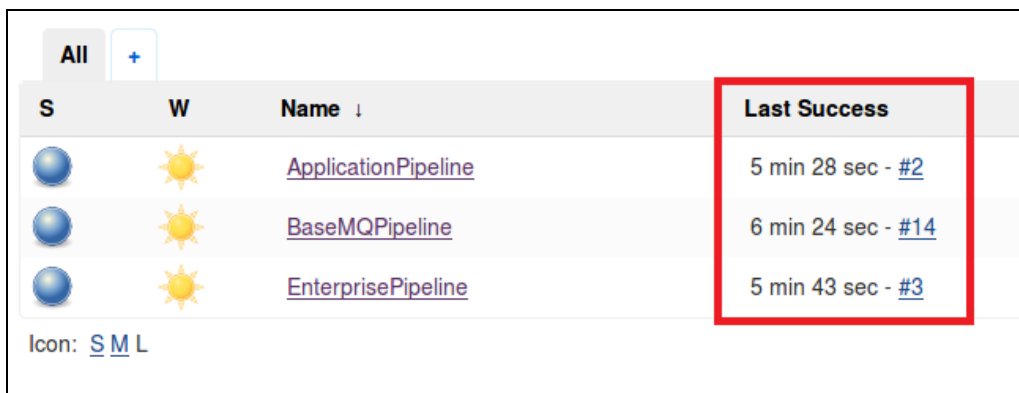 All +
S W Name ↓ Last Success
ApplicationPipeline 5 min 28 sec - #2
BaseMQPipeline 6 min 24 sec - #14
EnterprisePipeline 5 min 43 sec - #3
Icon: S M L